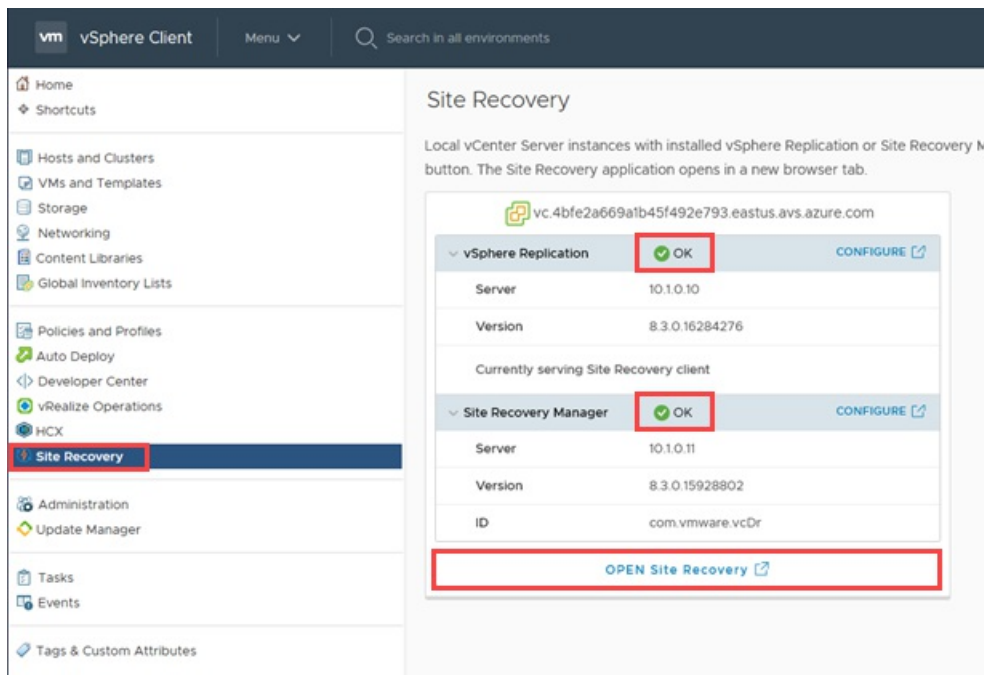 vm vSphere Client Menu Search in all environments
Home
Shortcuts
Hosts and Clusters
VMs and Templates
Storage
Networking
Content Libraries
Global Inventory Lists
Policies and Profiles
Auto Deploy
Developer Center
vRealize Operations
HCX
Site Recovery
Administration
Update Manager
Tasks
Events
Tags & Custom Attributes
Site Recovery
Local vCenter Server instances with installed vSphere Replication or Site Recovery M
button. The Site Recovery application opens in a new browser tab.
vc.4bfe2a669a1b45f492e793.eastus.avs.azure.com
vSphere Replication OK CONFIGURE
Server 10.1.0.10
Version 8.3.0.16284276
Currently serving Site Recovery client
Site Recovery Manager OK CONFIGURE
Server 10.1.0.11
Version 8.3.0.15928802
ID com.vmware.vcDr
OPEN Site Recovery